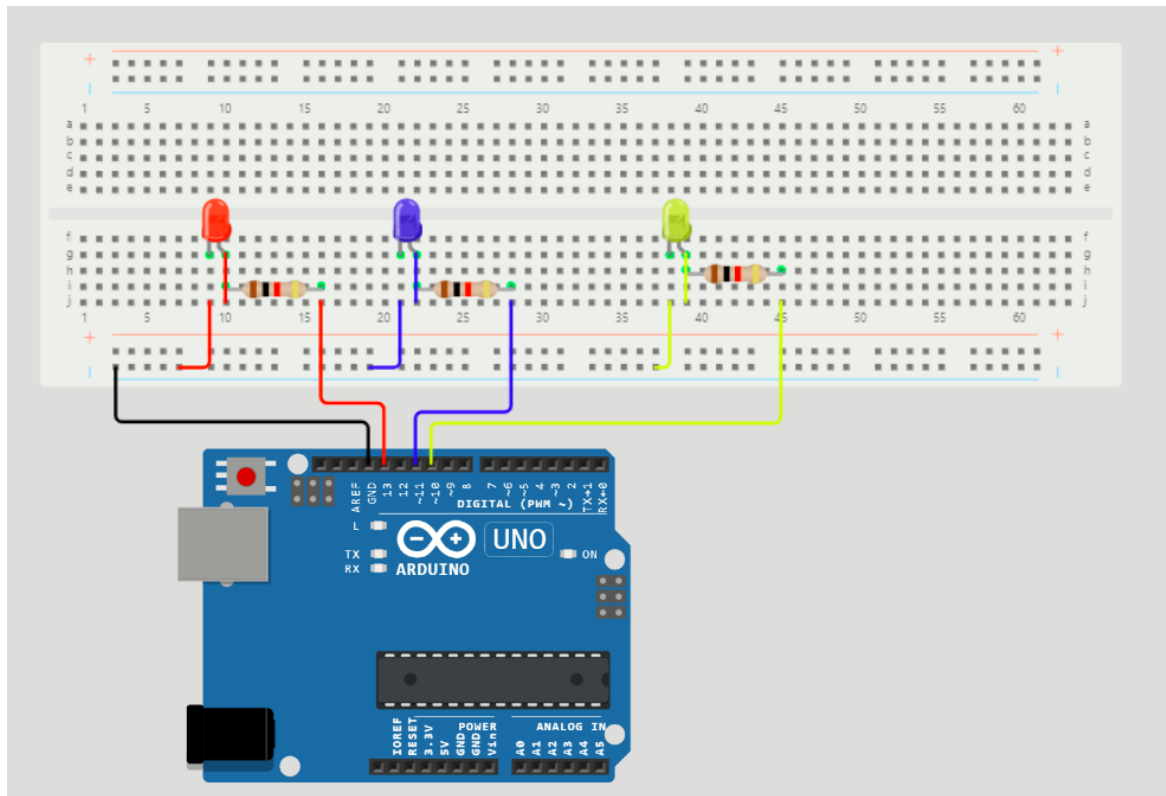 + +
1 5 10 15 20 25 30 35 40 45 50 55 60
a a
b b
c c
d d
e e
f f
g g
h h
i i
j j
1 5 10 15 20 25 30 35 40 45 50 55 60
+ +
AREF GND 13 12 ~11 ~10 ~9 8 7 ~6 ~5 4 ~3 2 TX→1 RX←0
DIGITAL (PWM ~)
L
UNO
TX ON
RX ARDUINO
POWER ANALOG IN
IOREF RESET 3.3V 5V GND GND Vin A0 A1 A2 A3 A4 A5